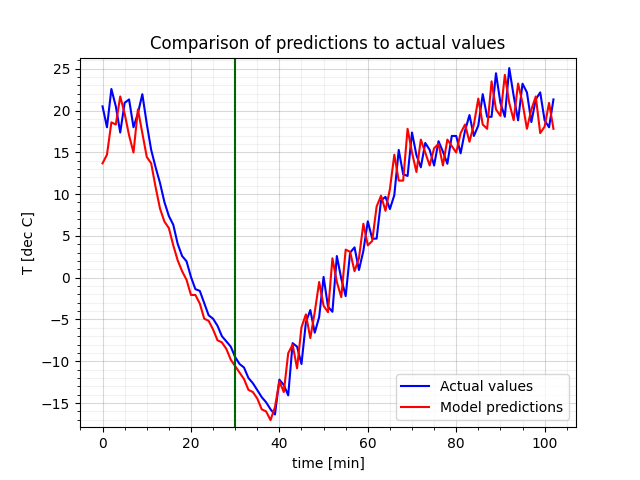 Comparison of predictions to actual values
T [dec C]
25
20
15
10
5
0
−5
−10
−15
0 20 40 60 80 100
time [min]
Actual values
Model predictions